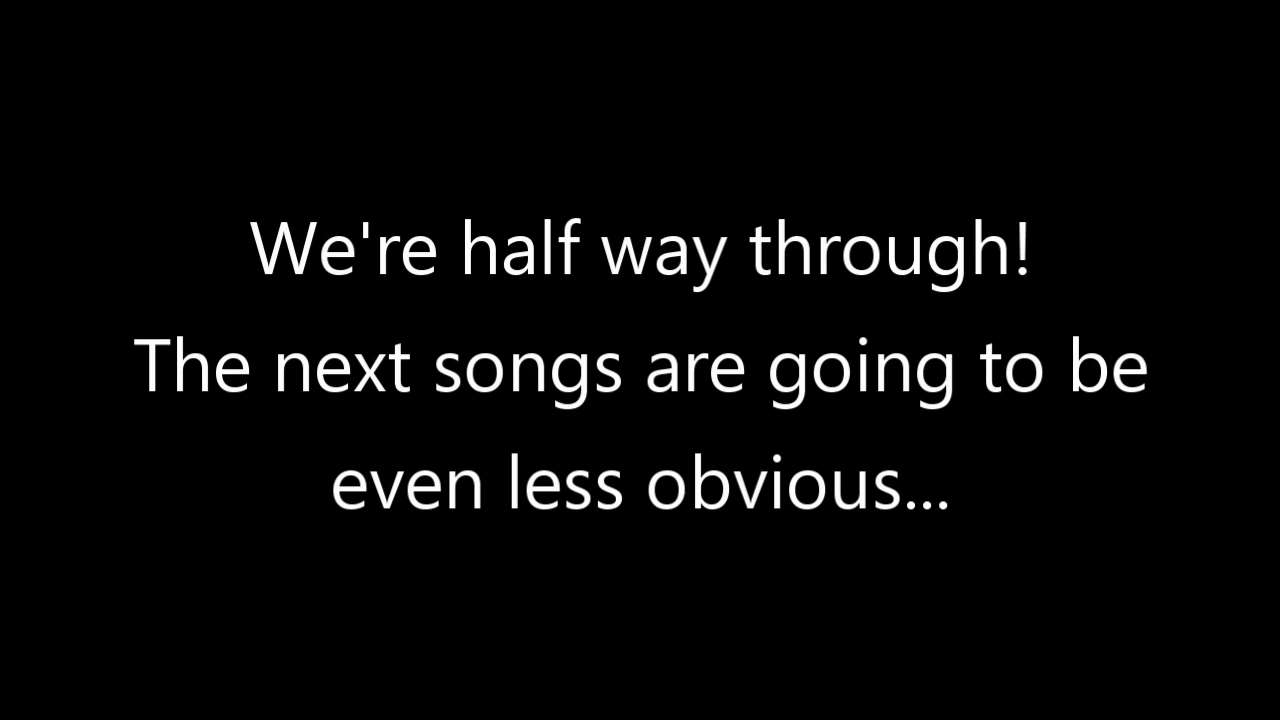 We're half way through!
The next songs are going to be
even less obvious...